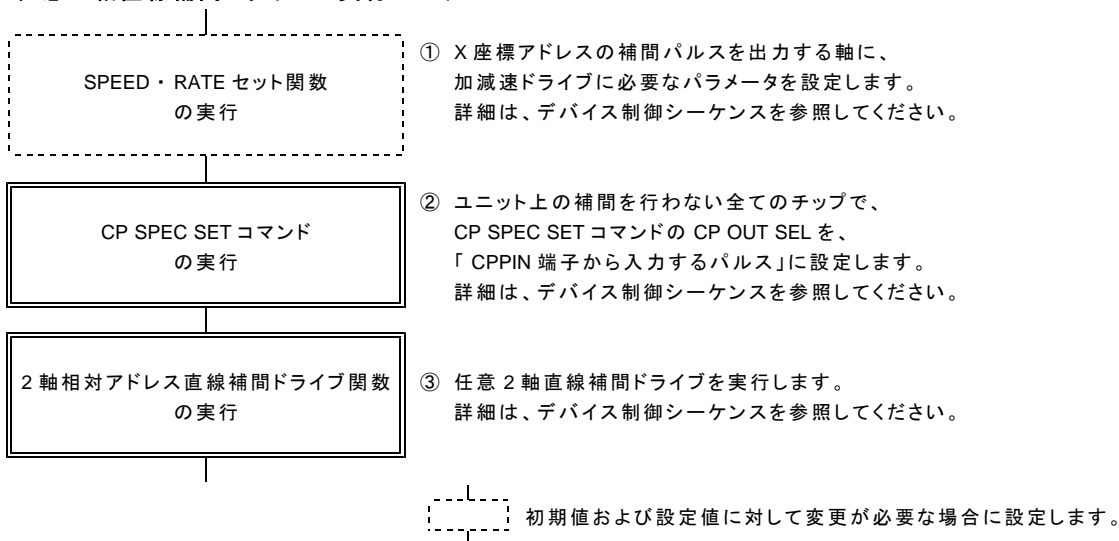 SPEED・RATE セット関数
の実行
① X 座標アドレスの補間パルスを出力する軸に、
加減速ドライブに必要なパラメータを設定します。
詳細は、デバイス制御シーケンスを参照してください。
CP SPEC SET コマンド
の実行
② ユニット上の補間を行わない全てのチップで、
CP SPEC SET コマンドの CP OUT SEL を、
「 CPPIN 端子から入力するパルス」に設定します。
詳細は、デバイス制御シーケンスを参照してください。
2 軸相対アドレス直線補間ドライブ関数
の実行
③ 任意 2 軸直線補間ドライブを実行します。
詳細は、デバイス制御シーケンスを参照してください。
初期値および設定値に対して変更が必要な場合に設定します。